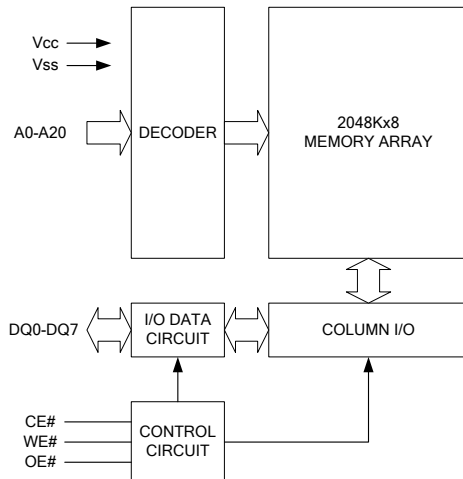 Vcc
Vss
A0-A20
DECODER
2048Kx8
MEMORY ARRAY
DQ0-DQ7
I/O DATA
CIRCUIT
COLUMN I/O
CE#
WE#
OE#
CONTROL
CIRCUIT